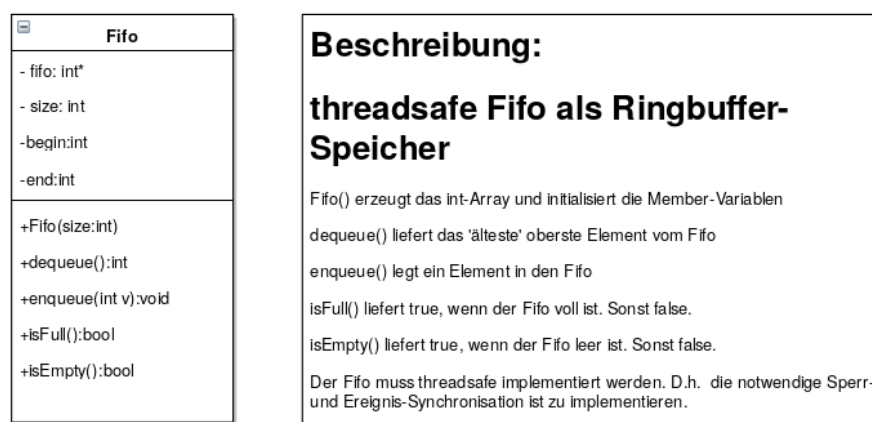 Fifo
- fifo: int*
- size: int
-begin:int
-end:int
+Fifo(size:int)
+dequeue():int
+enqueue(int v):void
+isFull():bool
+isEmpty():bool
Beschreibung:
threadsafe Fifo als Ringbuffer-
Speicher
Fifo() erzeugt das int-Array und initialisiert die Member-Variablen
dequeue() liefert das 'älteste' oberste Element vom Fifo
enqueue() legt ein Element in den Fifo
isFull() liefert true, wenn der Fifo voll ist. Sonst false.
isEmpty() liefert true, wenn der Fifo leer ist. Sonst false.
Der Fifo muss threadsafe implementiert werden. D.h. die notwendige Sperr-
und Ereignis-Synchronisation ist zu implementieren.